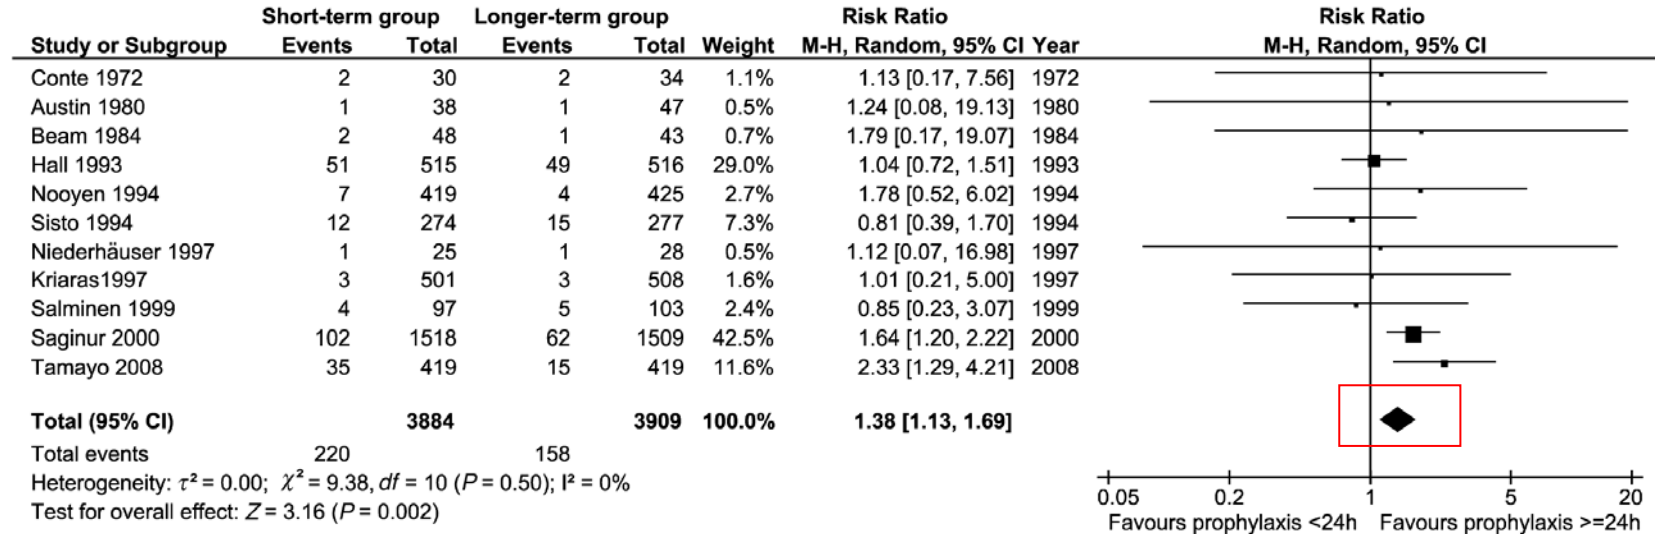 Short-term group Longer-term group Risk Ratio Risk Ratio
Study or Subgroup Events Total Events Total Weight M-H, Random, 95% CI Year M-H, Random, 95% CI
Conte 1972 2 30 2 34 1.1% 1.13 [0.17, 7.56] 1972
Austin 1980 1 38 1 47 0.5% 1.24 [0.08, 19.13] 1980
Beam 1984 2 48 1 43 0.7% 1.79 [0.17, 19.07] 1984
Hall 1993 51 515 49 516 29.0% 1.04 [0.72, 1.51] 1993
Nooyen 1994 7 419 4 425 2.7% 1.78 [0.52, 6.02] 1994
Sisto 1994 12 274 15 277 7.3% 0.81 [0.39, 1.70] 1994
Niederhäuser 1997 1 25 1 28 0.5% 1.12 [0.07, 16.98] 1997
Kriaras1997 3 501 3 508 1.6% 1.01 [0.21, 5.00] 1997
Salminen 1999 4 97 5 103 2.4% 0.85 [0.23, 3.07] 1999
Saginur 2000 102 1518 62 1509 42.5% 1.64 [1.20, 2.22] 2000
Tamayo 2008 35 419 15 419 11.6% 2.33 [1.29, 4.21] 2008
Total (95% CI) 3884 3909 100.0% 1.38 [1.13, 1.69]
Total events 220 158
Heterogeneity: τ² = 0.00; χ² = 9.38, df = 10 (P = 0.50); I² = 0%
Test for overall effect: Z = 3.16 (P = 0.002)
0.05 0.2 1 5 20
Favours prophylaxis <24h Favours prophylaxis >=24h